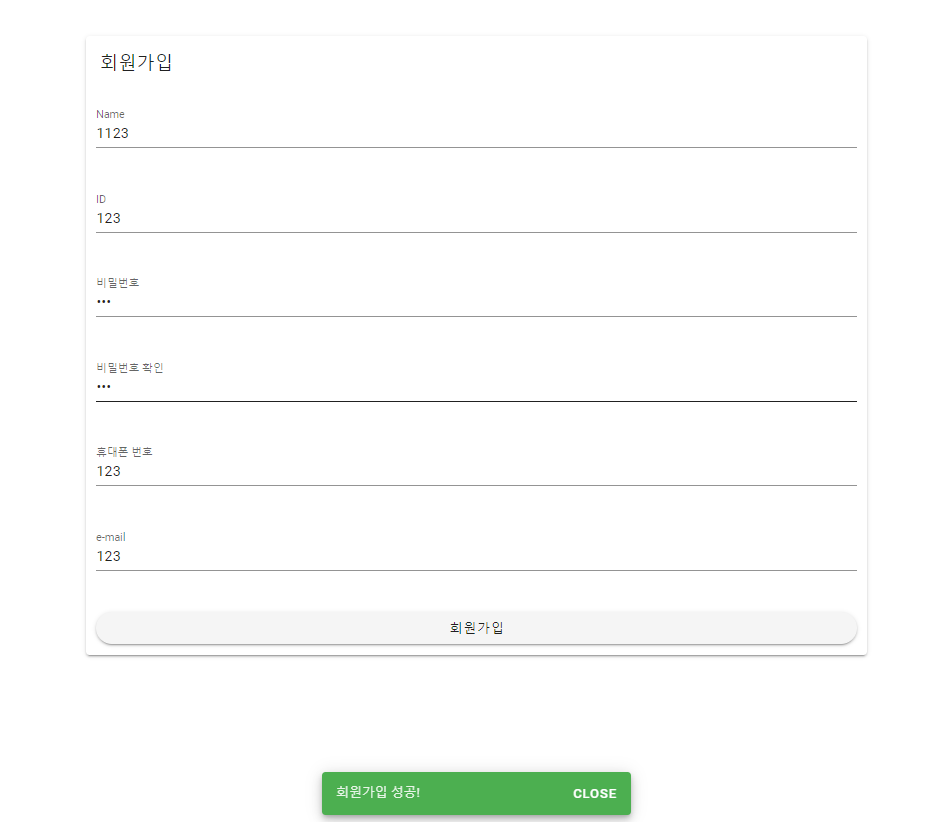 회원가입
Name
1123
ID
123
비밀번호
•••
비밀번호 확인
•••
휴대폰 번호
123
e-mail
123
회원가입
회원가입 성공! CLOSE